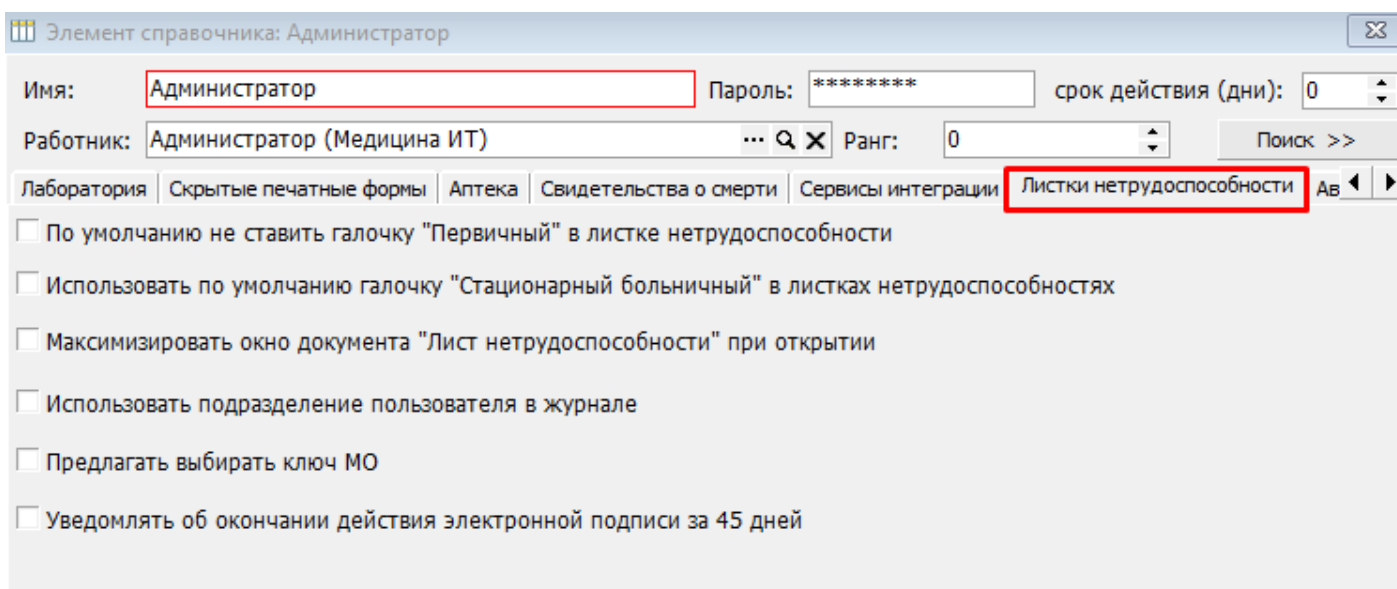 Элемент справочника: Администратор
Имя: Администратор Пароль: ******** срок действия (дни): 0
Работник: Администратор (Медицина ИТ) ... Ранг: 0 Поиск >>
Лаборатория Скрытые печатные формы Аптека Свидетельства о смерти Сервисы интеграции Листки нетрудоспособности Ав
По умолчанию не ставить галочку "Первичный" в листке нетрудоспособности
Использовать по умолчанию галочку "Стационарный больничный" в листках нетрудоспособностях
Максимизировать окно документа "Лист нетрудоспособности" при открытии
Использовать подразделение пользователя в журнале
Предлагать выбирать ключ МО
Уведомлять об окончании действия электронной подписи за 45 дней